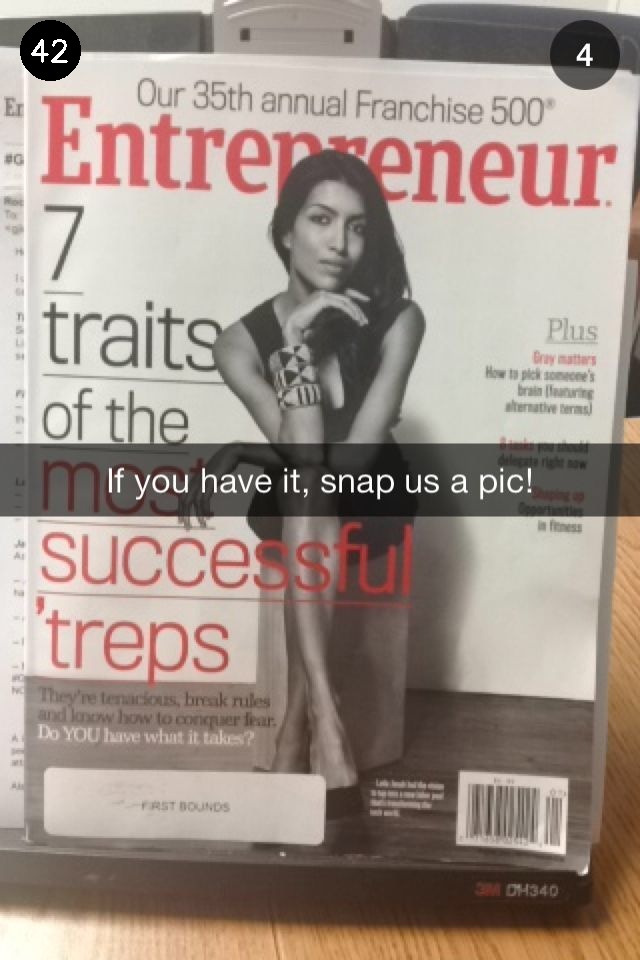 42
4
Our 35th annual Franchise 500®
Entrepreneur
7
traits
of the
most
successful
'treps
They're tenacious, break rules
and know how to conquer fear.
Do YOU have what it takes?
Plus
Gray matters
How to pick someone's
brain (featuring
alternative terms)
8 tasks you should
delegate right now
Shaping up
Opportunities
in fitness
If you have it, snap us a pic!
FIRST BOUNDS
3M DH340